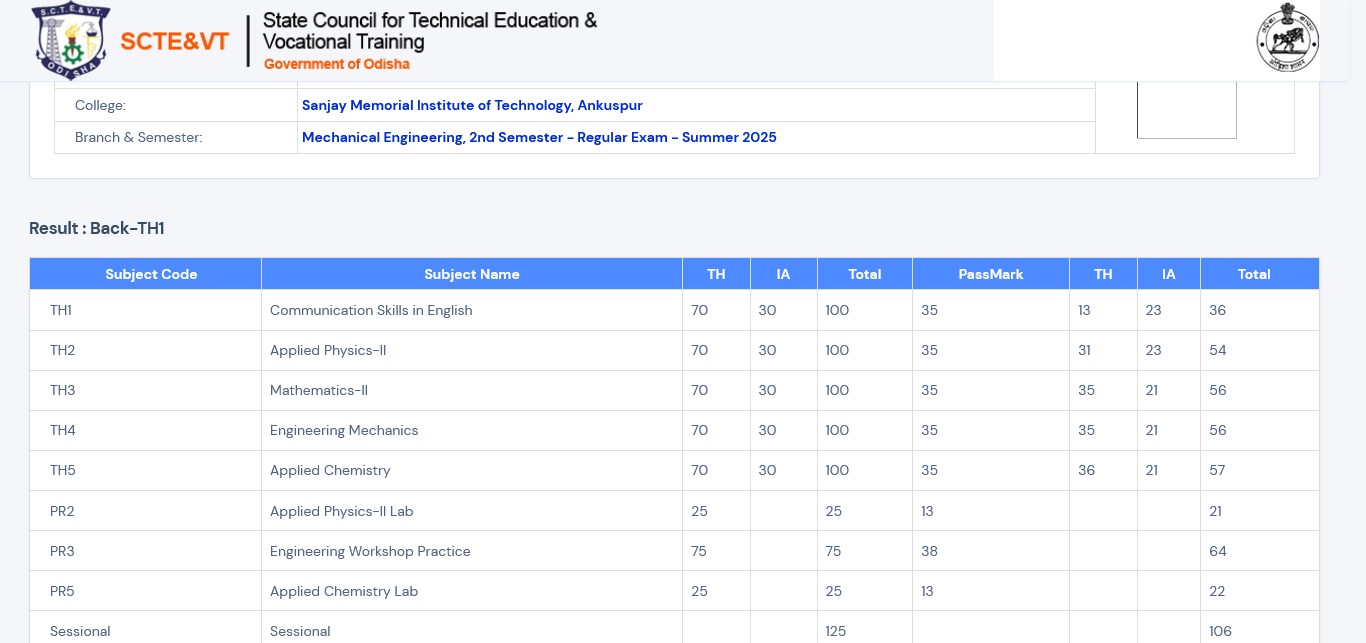 S.C.T.E.& V.T.
ODISHA
SCTE&VT
State Council for Technical Education &
Vocational Training
Government of Odisha
College: Sanjay Memorial Institute of Technology, Ankuspur
Branch & Semester: Mechanical Engineering, 2nd Semester - Regular Exam - Summer 2025
Result : Back-TH1
Subject Code Subject Name TH IA Total PassMark TH IA Total
TH1 Communication Skills in English 70 30 100 35 13 23 36
TH2 Applied Physics-II 70 30 100 35 31 23 54
TH3 Mathematics-II 70 30 100 35 35 21 56
TH4 Engineering Mechanics 70 30 100 35 35 21 56
TH5 Applied Chemistry 70 30 100 35 36 21 57
PR2 Applied Physics-II Lab 25 25 13 21
PR3 Engineering Workshop Practice 75 75 38 64
PR5 Applied Chemistry Lab 25 25 13 22
Sessional Sessional 125 106